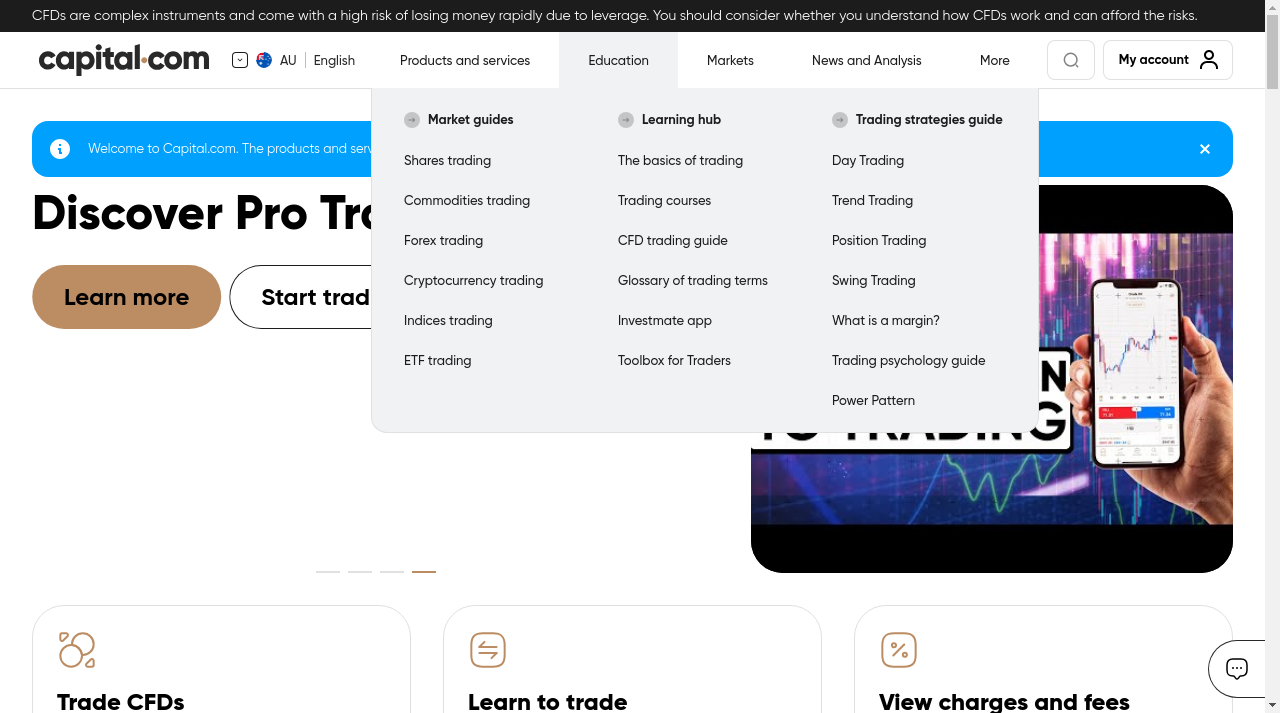 CFDs are complex instruments and come with a high risk of losing money rapidly due to leverage. You should consider whether you understand how CFDs work and can afford the risks.
capital.com
AU
English
Products and services
Education
Markets
News and Analysis
More
My account
Market guides
Shares trading
Commodities trading
Forex trading
Cryptocurrency trading
Indices trading
ETF trading
Learning hub
The basics of trading
Trading courses
CFD trading guide
Glossary of trading terms
Investmate app
Toolbox for Traders
Trading strategies guide
Day Trading
Trend Trading
Position Trading
Swing Trading
What is a margin?
Trading psychology guide
Power Pattern
Welcome to Capital.com. The products and serv
Discover Pro Tra
Learn more
Start trad
TO TRADING
Trade CFDs
Learn to trade
View charges and fees